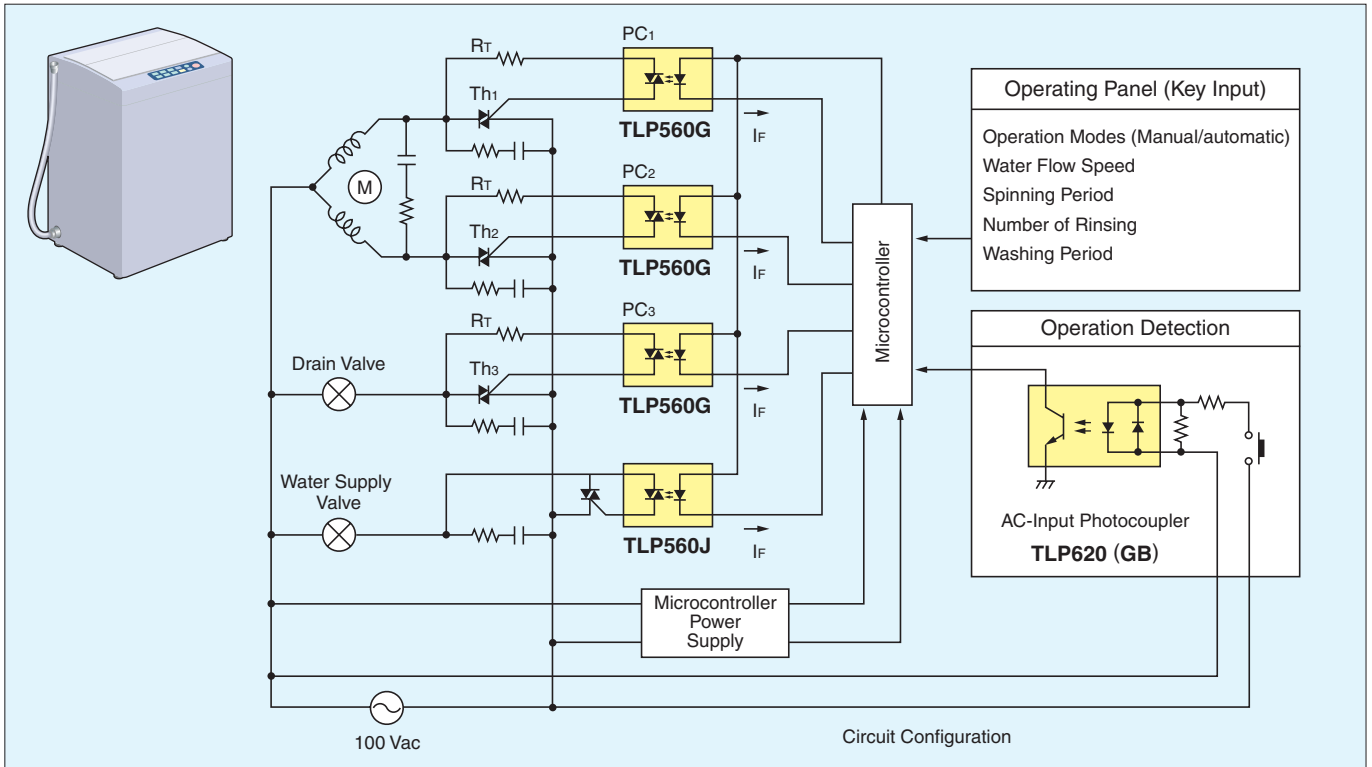 RT
PC1
Th1
TLP560G
IF
M
RT
PC2
Th2
TLP560G
IF
RT
PC3
Drain Valve
Th3
TLP560G
IF
Water Supply
Valve
TLP560J
IF
Microcontroller
Microcontroller
Power
Supply
100 Vac
Operating Panel (Key Input)
Operation Modes (Manual/automatic)
Water Flow Speed
Spinning Period
Number of Rinsing
Washing Period
Operation Detection
AC-Input Photocoupler
TLP620 (GB)
Circuit Configuration